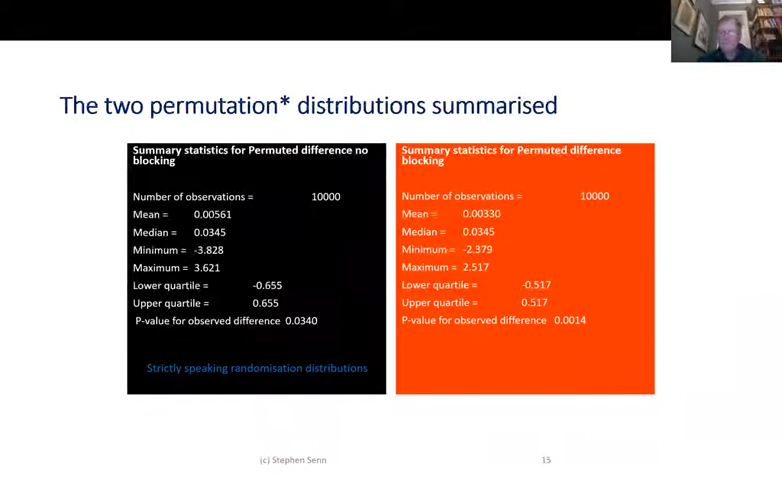 The two permutation* distributions summarised
Summary statistics for Permuted difference no
blocking
Number of observations = 10000
Mean = 0.00561
Median = 0.0345
Minimum = -3.828
Maximum = 3.621
Lower quartile = -0.655
Upper quartile = 0.655
P-value for observed difference 0.0340
Strictly speaking randomisation distributions
Summary statistics for Permuted difference
blocking
Number of observations = 10000
Mean = 0.00330
Median = 0.0345
Minimum = -2.379
Maximum = 2.517
Lower quartile = -0.517
Upper quartile = 0.517
P-value for observed difference 0.0014
(c) Stephen Senn
15